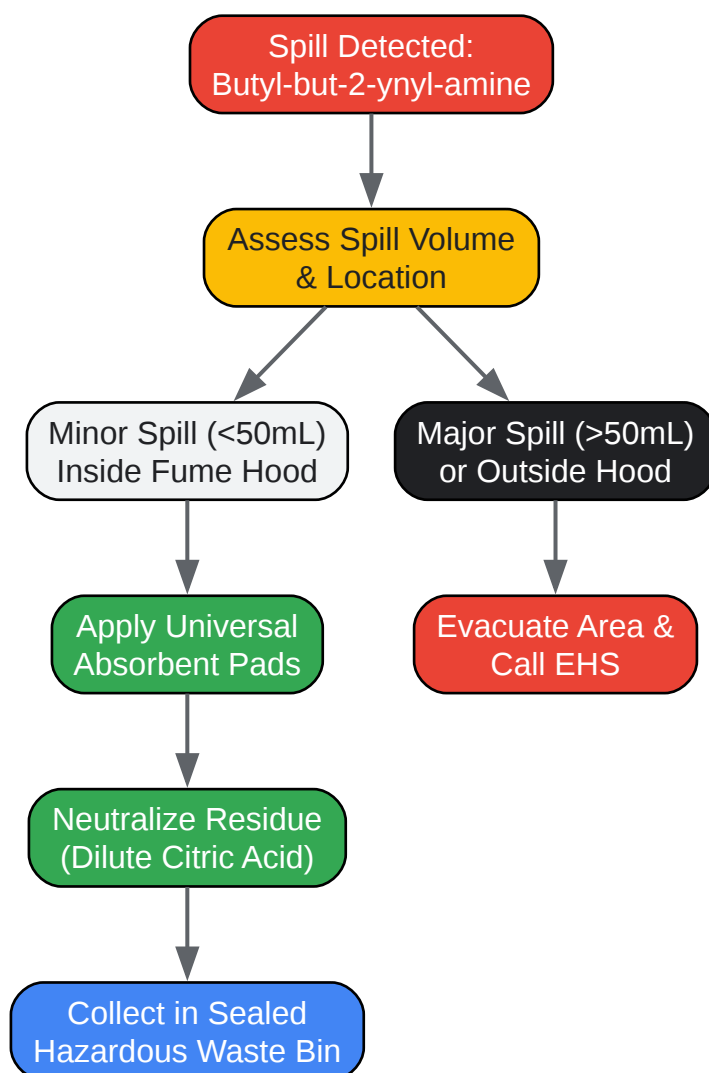 Spill Detected:
Butyl-but-2-ynyl-amine
Assess Spill Volume
& Location
Minor Spill (<50mL)
Inside Fume Hood
Major Spill (>50mL)
or Outside Hood
Apply Universal
Absorbent Pads
Evacuate Area &
Call EHS
Neutralize Residue
(Dilute Citric Acid)
Collect in Sealed
Hazardous Waste Bin